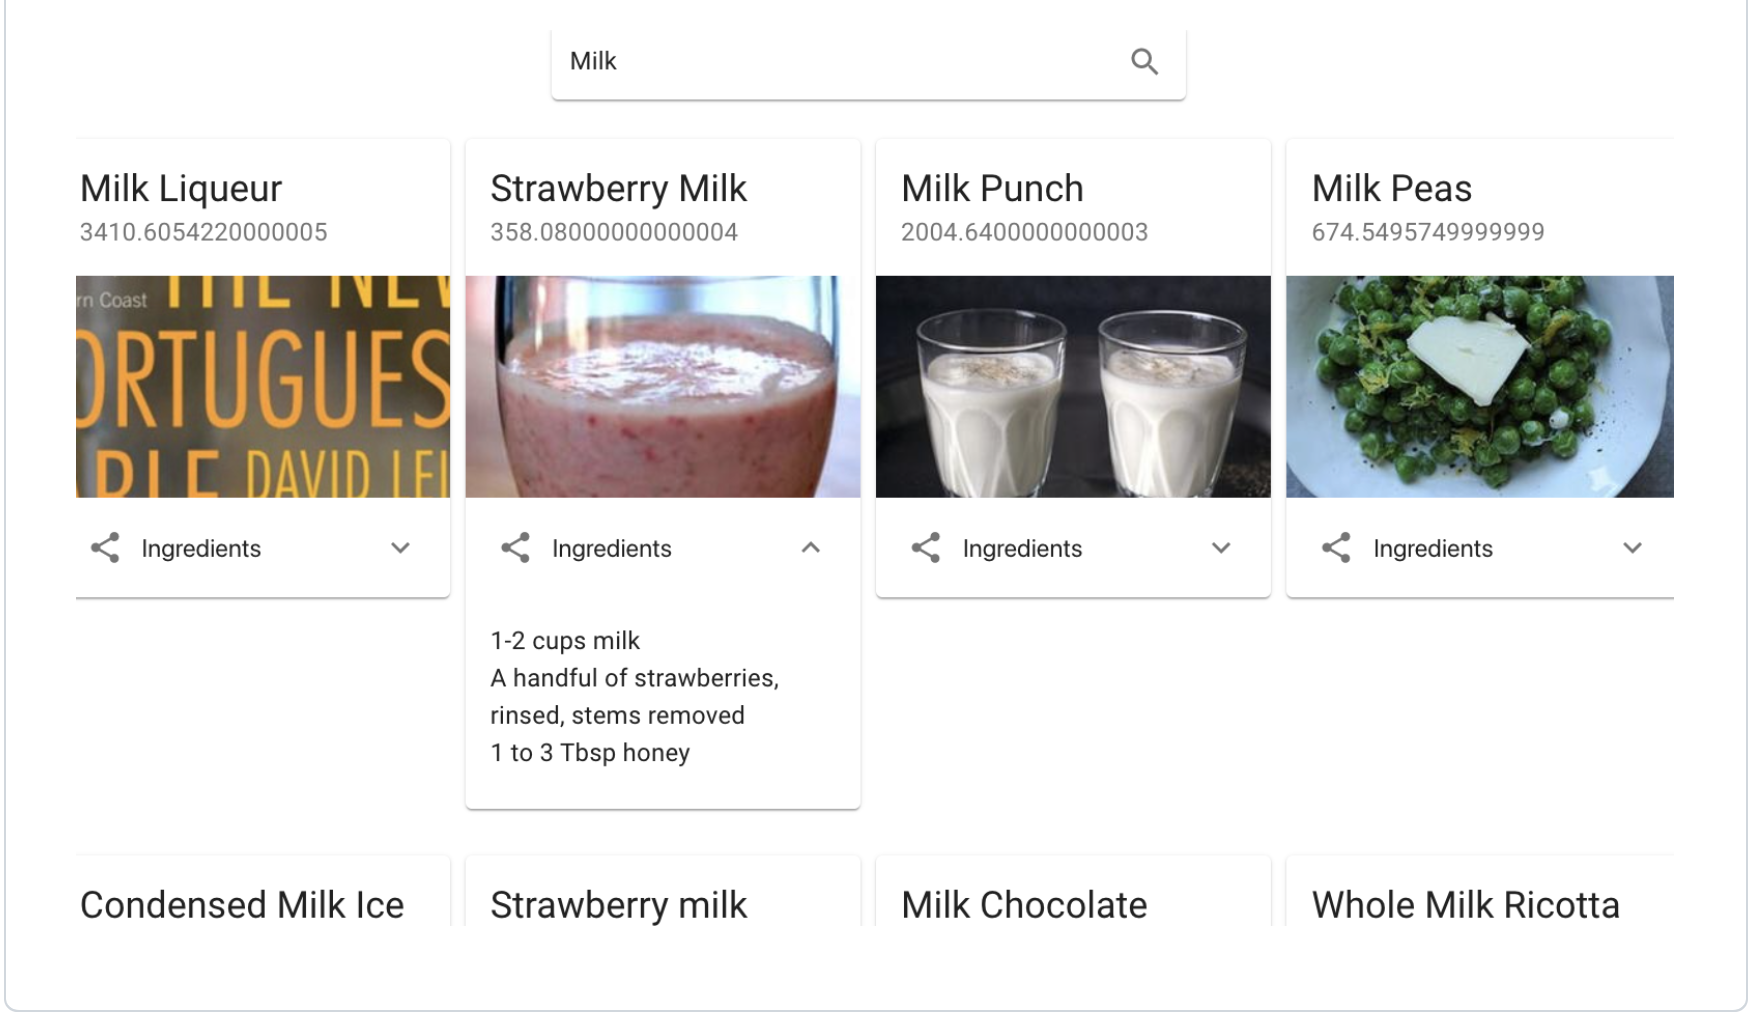 Milk
Milk Liqueur
3410.6054220000005
Strawberry Milk
358.08000000000004
Milk Punch
2004.6400000000003
Milk Peas
674.5495749999999
rn Coast
THE NEW
ORTUGUES
BLE DAVID LEI
Ingredients
Ingredients
1-2 cups milk
A handful of strawberries,
rinsed, stems removed
1 to 3 Tbsp honey
Ingredients
Ingredients
Condensed Milk Ice
Strawberry milk
Milk Chocolate
Whole Milk Ricotta